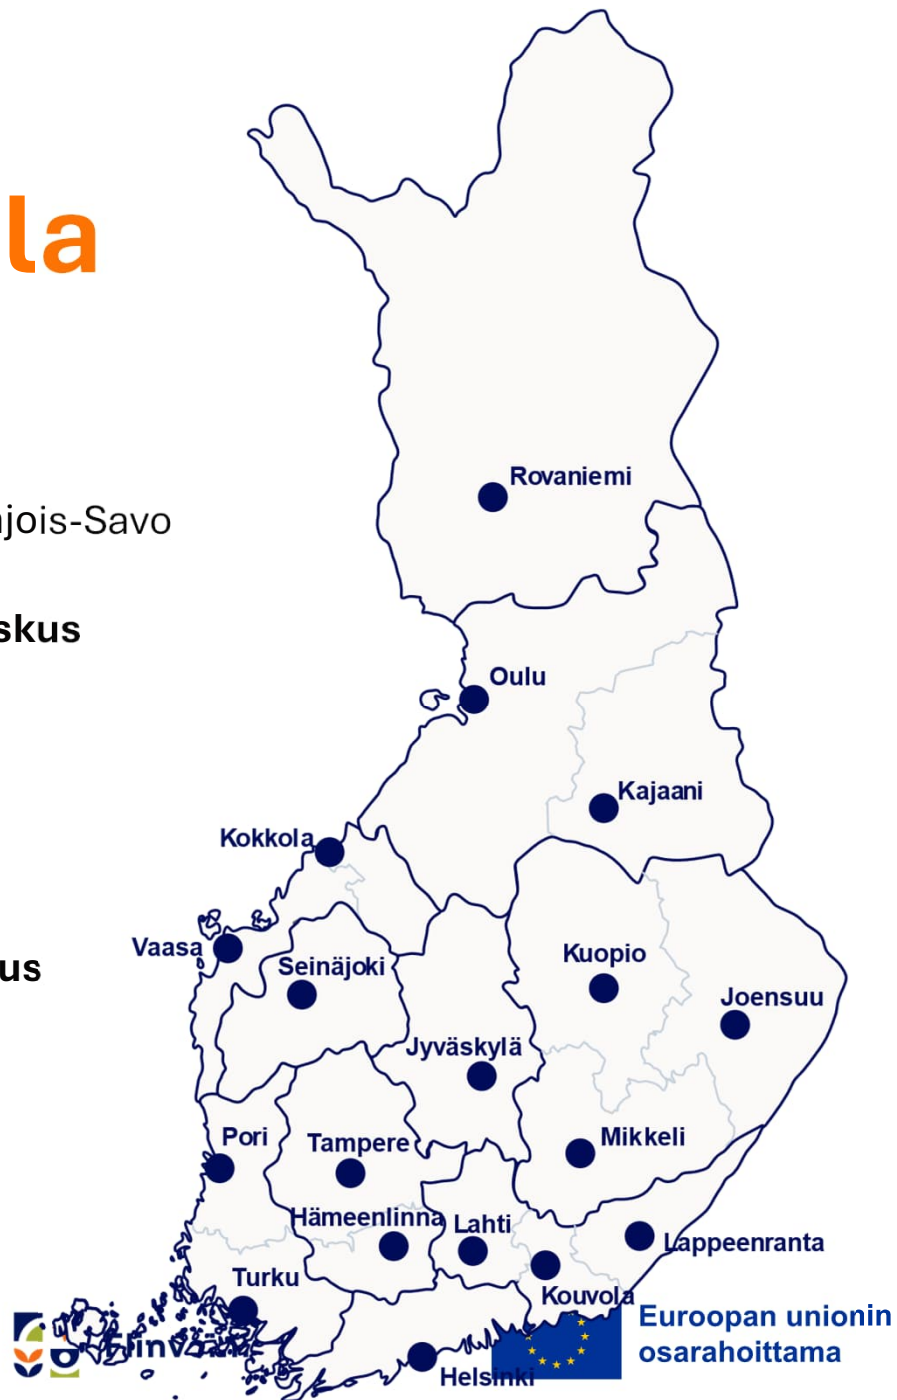 la
Rovaniemi
jois-Savo
skus
Oulu
Kajaani
Kokkola
Vaasa
Kuopio
us
Seinäjoki
Joensuu
Jyväskylä
Pori
Tampere
Mikkeli
Hämeenlinna
Lahti
Lappeenranta
Turku
Kouvola
Euroopan unionin
osarahoittama
Helsinki